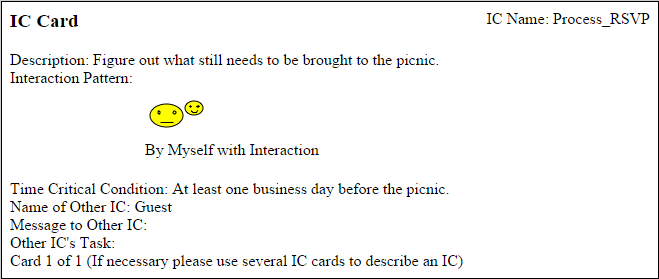 IC Card
IC Name: Process_RSVP
Description: Figure out what still needs to be brought to the picnic.
Interaction Pattern:
By Myself with Interaction
Time Critical Condition: At least one business day before the picnic.
Name of Other IC: Guest
Message to Other IC:
Other IC's Task:
Card 1 of 1 (If necessary please use several IC cards to describe an IC)